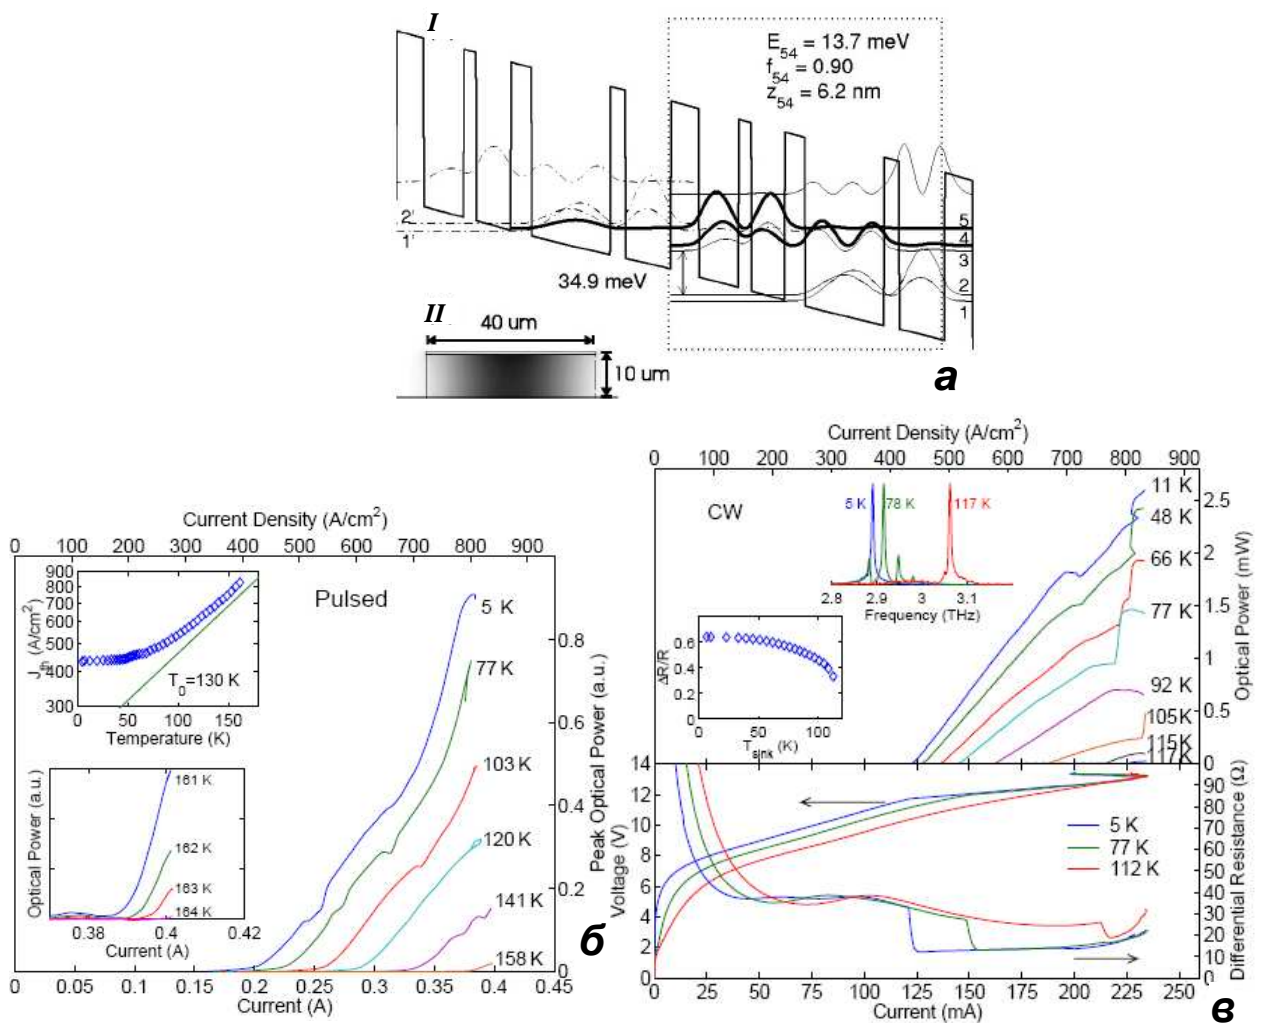 I
E54 = 13.7 meV
f54 = 0.90
z54 = 6.2 nm
2'
1'
5
4
3
2
1
34.9 meV
II
40 um
10 um
а
Current Density (A/cm2)
0 100 200 300 400 500 600 700 800 900
Pulsed
5 K
77 K
103 K
120 K
141 K
158 K
Jth (A/cm2)
900
800
700
600
500
400
300
T0=130 K
0 50 100 150
Temperature (K)
Optical Power (a.u.)
161 K
162 K
163 K
164 K
0.38 0.4 0.42
Current (A)
Peak Optical Power (a.u.)
0.8
0.6
0.4
0.2
0
0 0.05 0.1 0.15 0.2 0.25 0.3 0.35 0.4 0.45
Current (A)
б
Current Density (A/cm2)
0 100 200 300 400 500 600 700 800 900
CW
5 K 78 K 117 K
2.8 2.9 3 3.1
Frequency (THz)
ΔR/R
0.6
0.4
0.2
0
0 50 100
Tsink (K)
11 K
48 K
66 K
77 K
92 K
105K
115K
117K
2.5
2
1.5
1
0.5
0
Optical Power (mW)
14
12
10
8
6
4
2
0
Voltage (V)
5 K
77 K
112 K
90
80
70
60
50
40
30
20
10
0
Differential Resistance (Ω)
0 25 50 75 100 125 150 175 200 225 250
Current (mA)
в